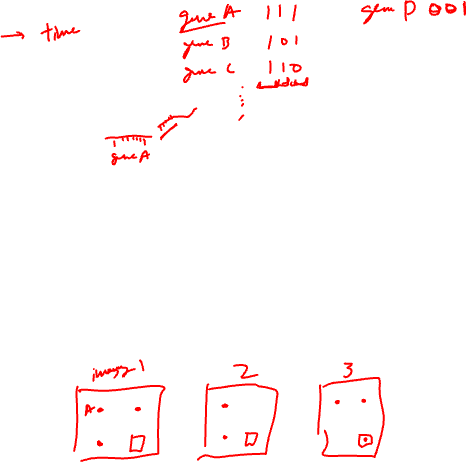 gene A 111 gene D 001
→ time
gene B 101
gene C 110
gene A
image 1 2 3
A